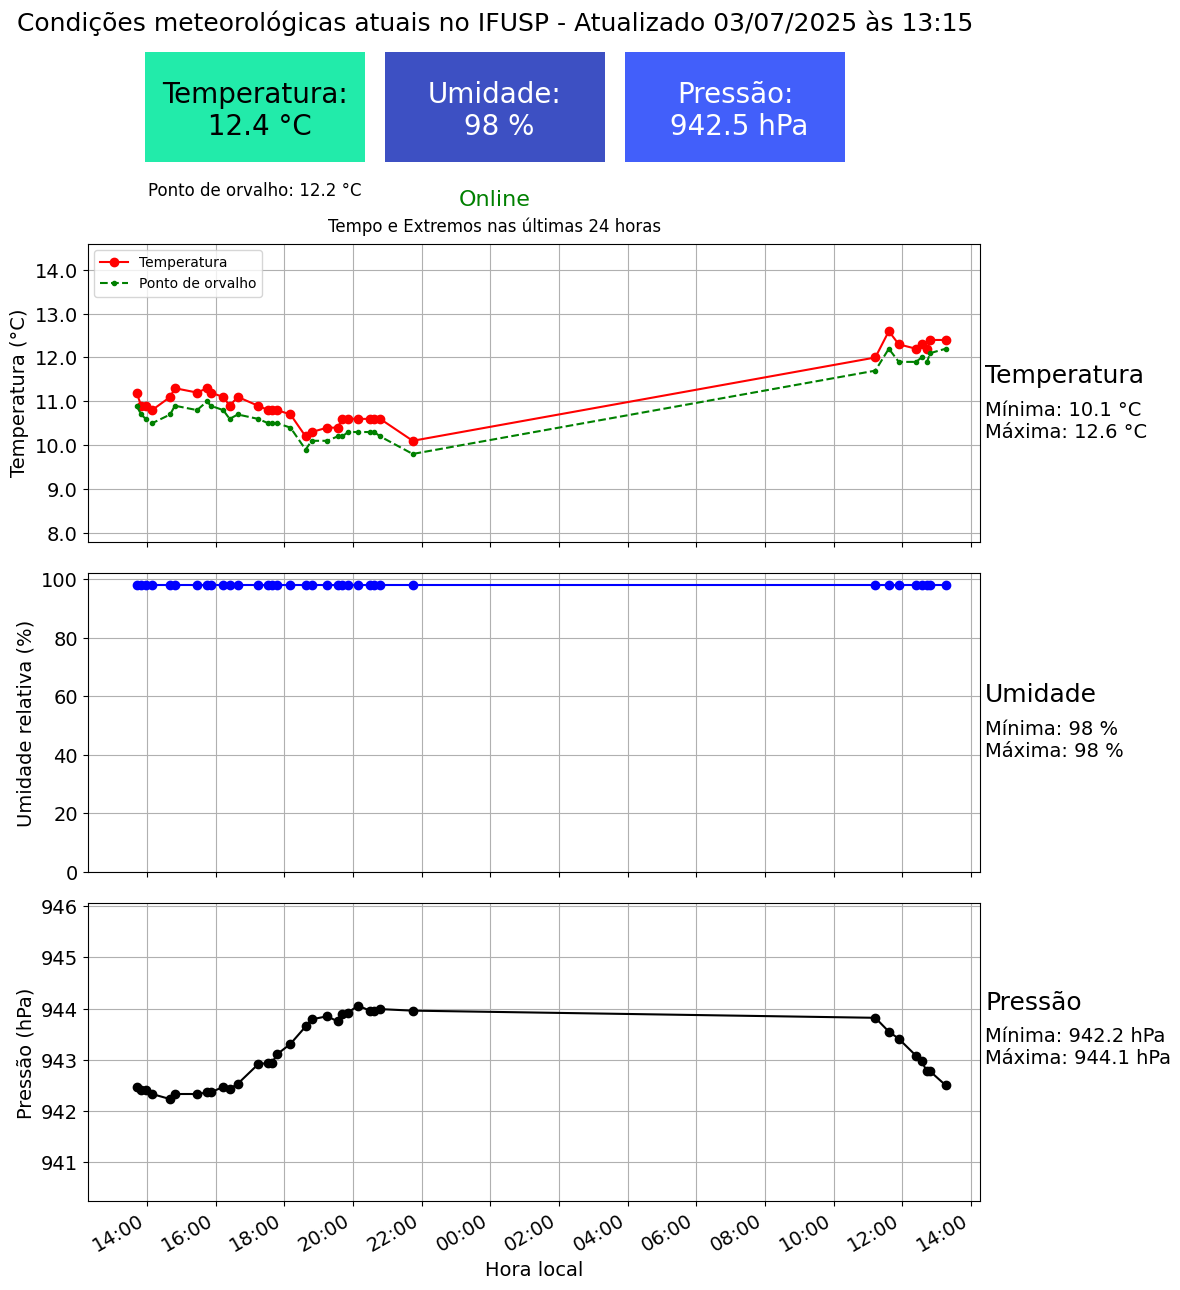 Condições meteorológicas atuais no IFUSP - Atualizado 03/07/2025 às 13:15
Temperatura:
12.4 °C
Umidade:
98 %
Pressão:
942.5 hPa
Ponto de orvalho: 12.2 °C
Online
Tempo e Extremos nas últimas 24 horas
Temperatura
Ponto de orvalho
Temperatura (°C)
14.0
13.0
12.0
11.0
10.0
9.0
8.0
Temperatura
Mínima: 10.1 °C
Máxima: 12.6 °C
Umidade relativa (%)
100
80
60
40
20
0
Umidade
Mínima: 98 %
Máxima: 98 %
Pressão (hPa)
946
945
944
943
942
941
Pressão
Mínima: 942.2 hPa
Máxima: 944.1 hPa
14:00 16:00 18:00 20:00 22:00 00:00 02:00 04:00 06:00 08:00 10:00 12:00 14:00
Hora local